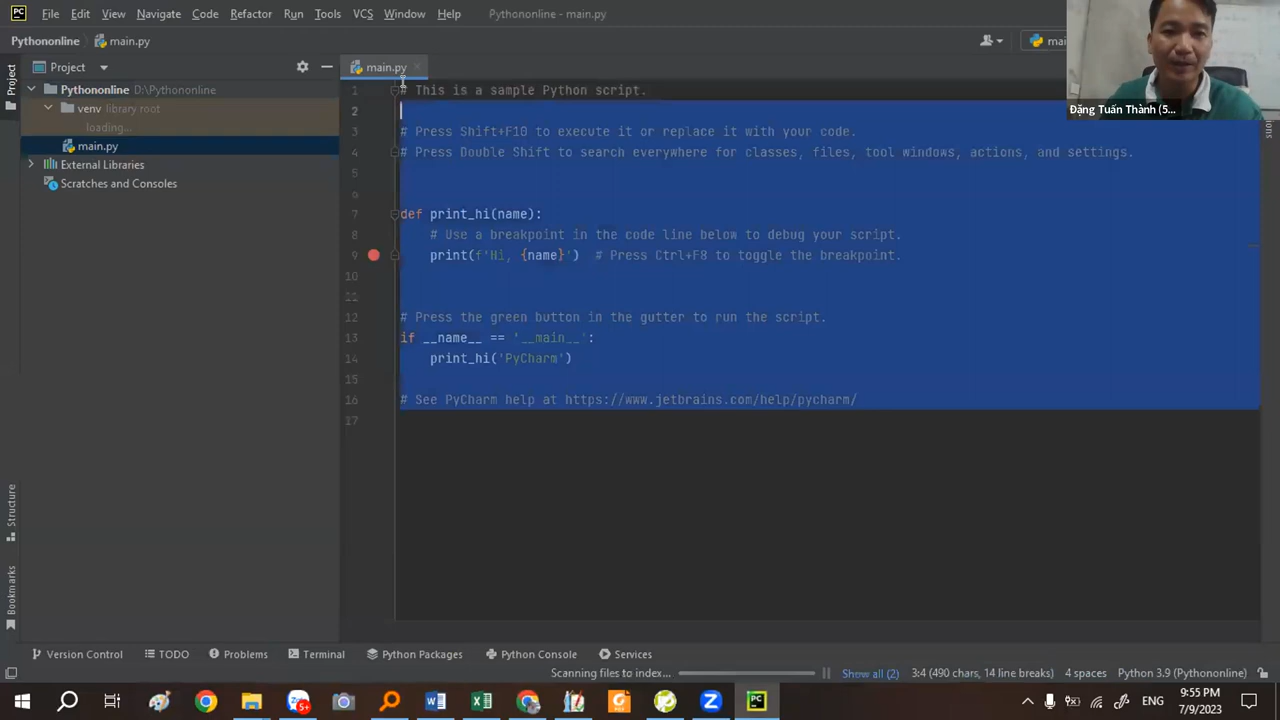 PC File Edit View Navigate Code Refactor Run Tools VCS Window Help Pythononline - main.py
Pythononline main.py
Project
main.py
Project
Pythononline D:\Pythononline
venv library root
loading...
main.py
External Libraries
Scratches and Consoles
1 # This is a sample Python script.
2
3 # Press Shift+F10 to execute it or replace it with your code.
4 # Press Double Shift to search everywhere for classes, files, tool windows, actions, and settings.
5
6
7 def print_hi(name):
8 # Use a breakpoint in the code line below to debug your script.
9 print(f'Hi, {name}') # Press Ctrl+F8 to toggle the breakpoint.
10
11
12 # Press the green button in the gutter to run the script.
13 if __name__ == '__main__':
14 print_hi('PyCharm')
15
16 # See PyCharm help at https://www.jetbrains.com/help/pycharm/
17
Đặng Tuấn Thành (5...
Structure
Bookmarks
Version Control TODO Problems Terminal Python Packages Python Console Services
Scanning files to index... Show all (2) 3:4 (490 chars, 14 line breaks) 4 spaces Python 3.9 (Pythononline)
5+
PC
ENG
9:55 PM
7/9/2023